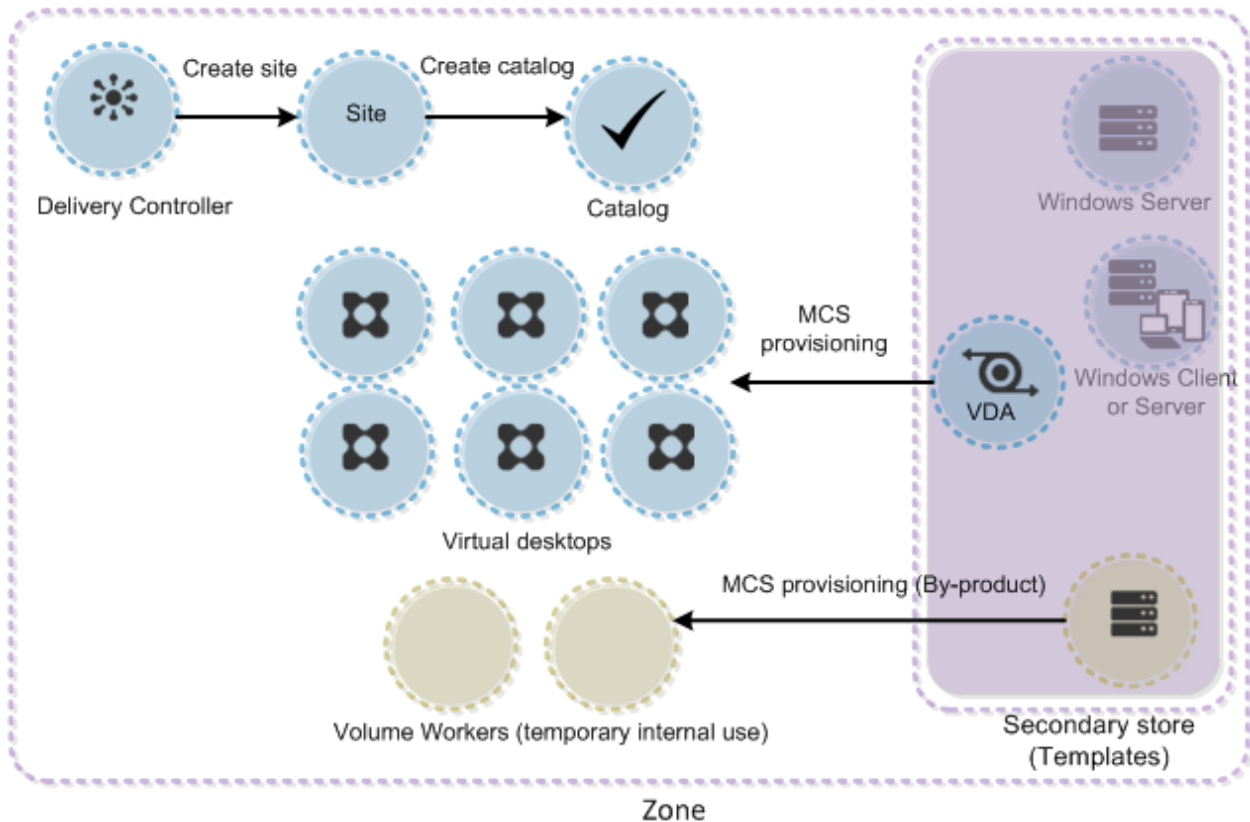 Create site
Create catalog
Site
Delivery Controller
Catalog
Windows Server
MCS
provisioning
VDA
Windows Client
or Server
Virtual desktops
MCS provisioning (By-product)
Volume Workers (temporary internal use)
Secondary store
(Templates)
Zone